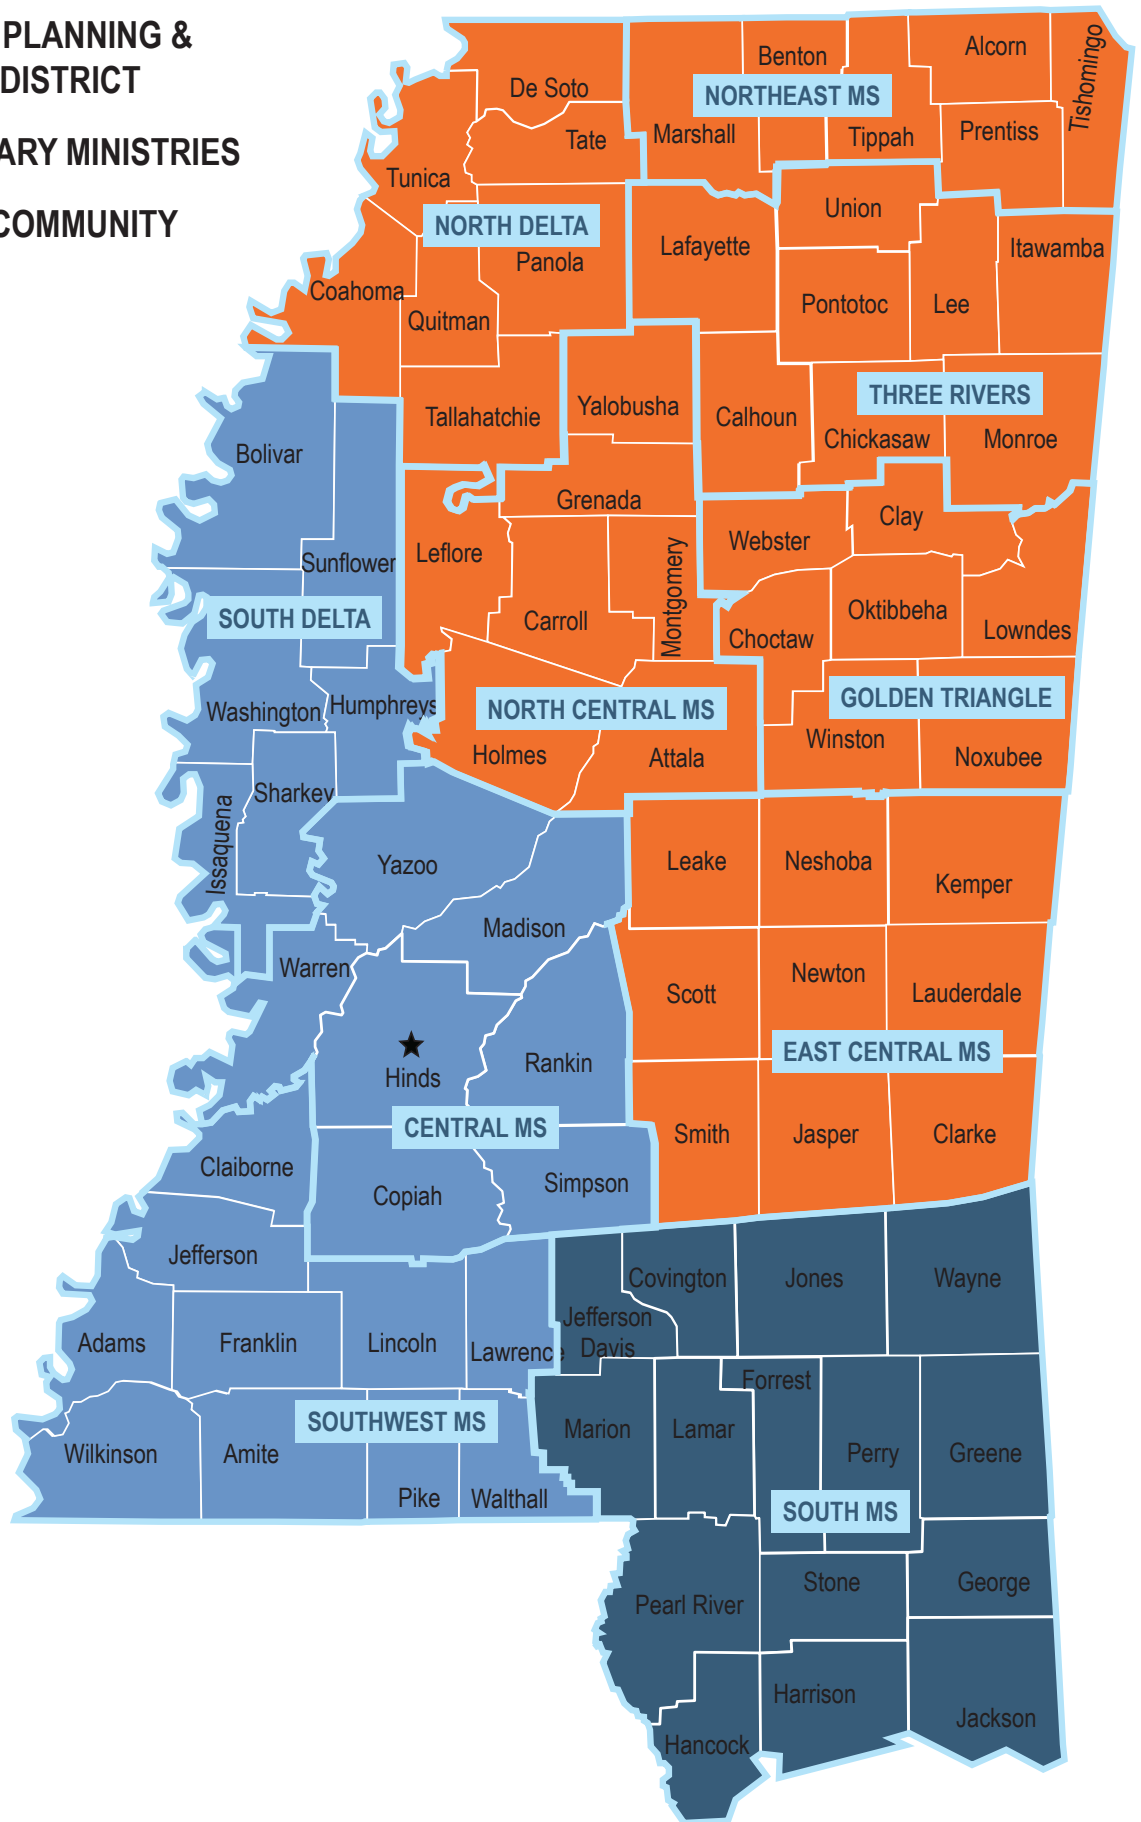 PLANNING &
DISTRICT
ARY MINISTRIES
COMMUNITY
Alcorn
Tishomingo
Benton
De Soto
NORTHEAST MS
Marshall
Tippah
Prentiss
Tate
Tunica
Union
NORTH DELTA
Lafayette
Itawamba
Panola
Coahoma
Quitman
Pontotoc
Lee
THREE RIVERS
Yalobusha
Tallahatchie
Calhoun
Chickasaw
Monroe
Bolivar
Grenada
Clay
Webster
Leflore
Sunflower
Montgomery
Oktibbeha
SOUTH DELTA
Carroll
Choctaw
Lowndes
GOLDEN TRIANGLE
Humphreys
NORTH CENTRAL MS
Washington
Winston
Holmes
Attala
Noxubee
Sharkey
Issaquena
Yazoo
Leake
Neshoba
Kemper
Madison
Warren
Newton
Scott
Lauderdale
EAST CENTRAL MS
Rankin
Hinds
CENTRAL MS
Smith
Jasper
Clarke
Claiborne
Copiah
Simpson
Jefferson
Covington
Jones
Wayne
Jefferson
Davis
Adams
Franklin
Lincoln
Lawrence
Forrest
SOUTHWEST MS
Marion
Lamar
Wilkinson
Amite
Perry
Greene
Pike
Walthall
SOUTH MS
Stone
George
Pearl River
Harrison
Jackson
Hancock